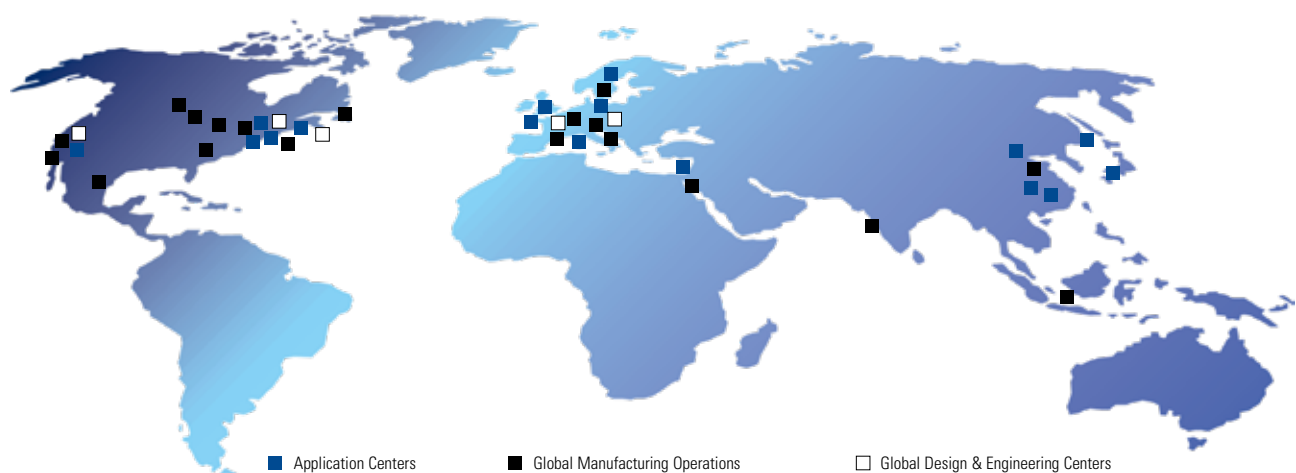 Application Centers
Global Manufacturing Operations
Global Design & Engineering Centers